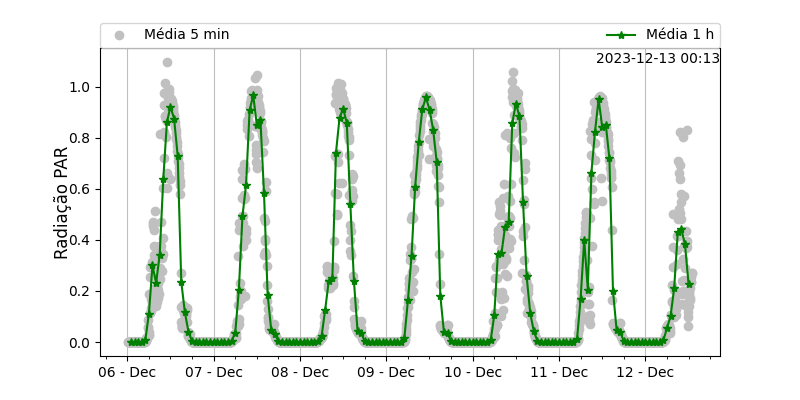 Média 5 min
Média 1 h
2023-12-13 00:13
Radiação PAR
1.0
0.8
0.6
0.4
0.2
0.0
06 - Dec
07 - Dec
08 - Dec
09 - Dec
10 - Dec
11 - Dec
12 - Dec